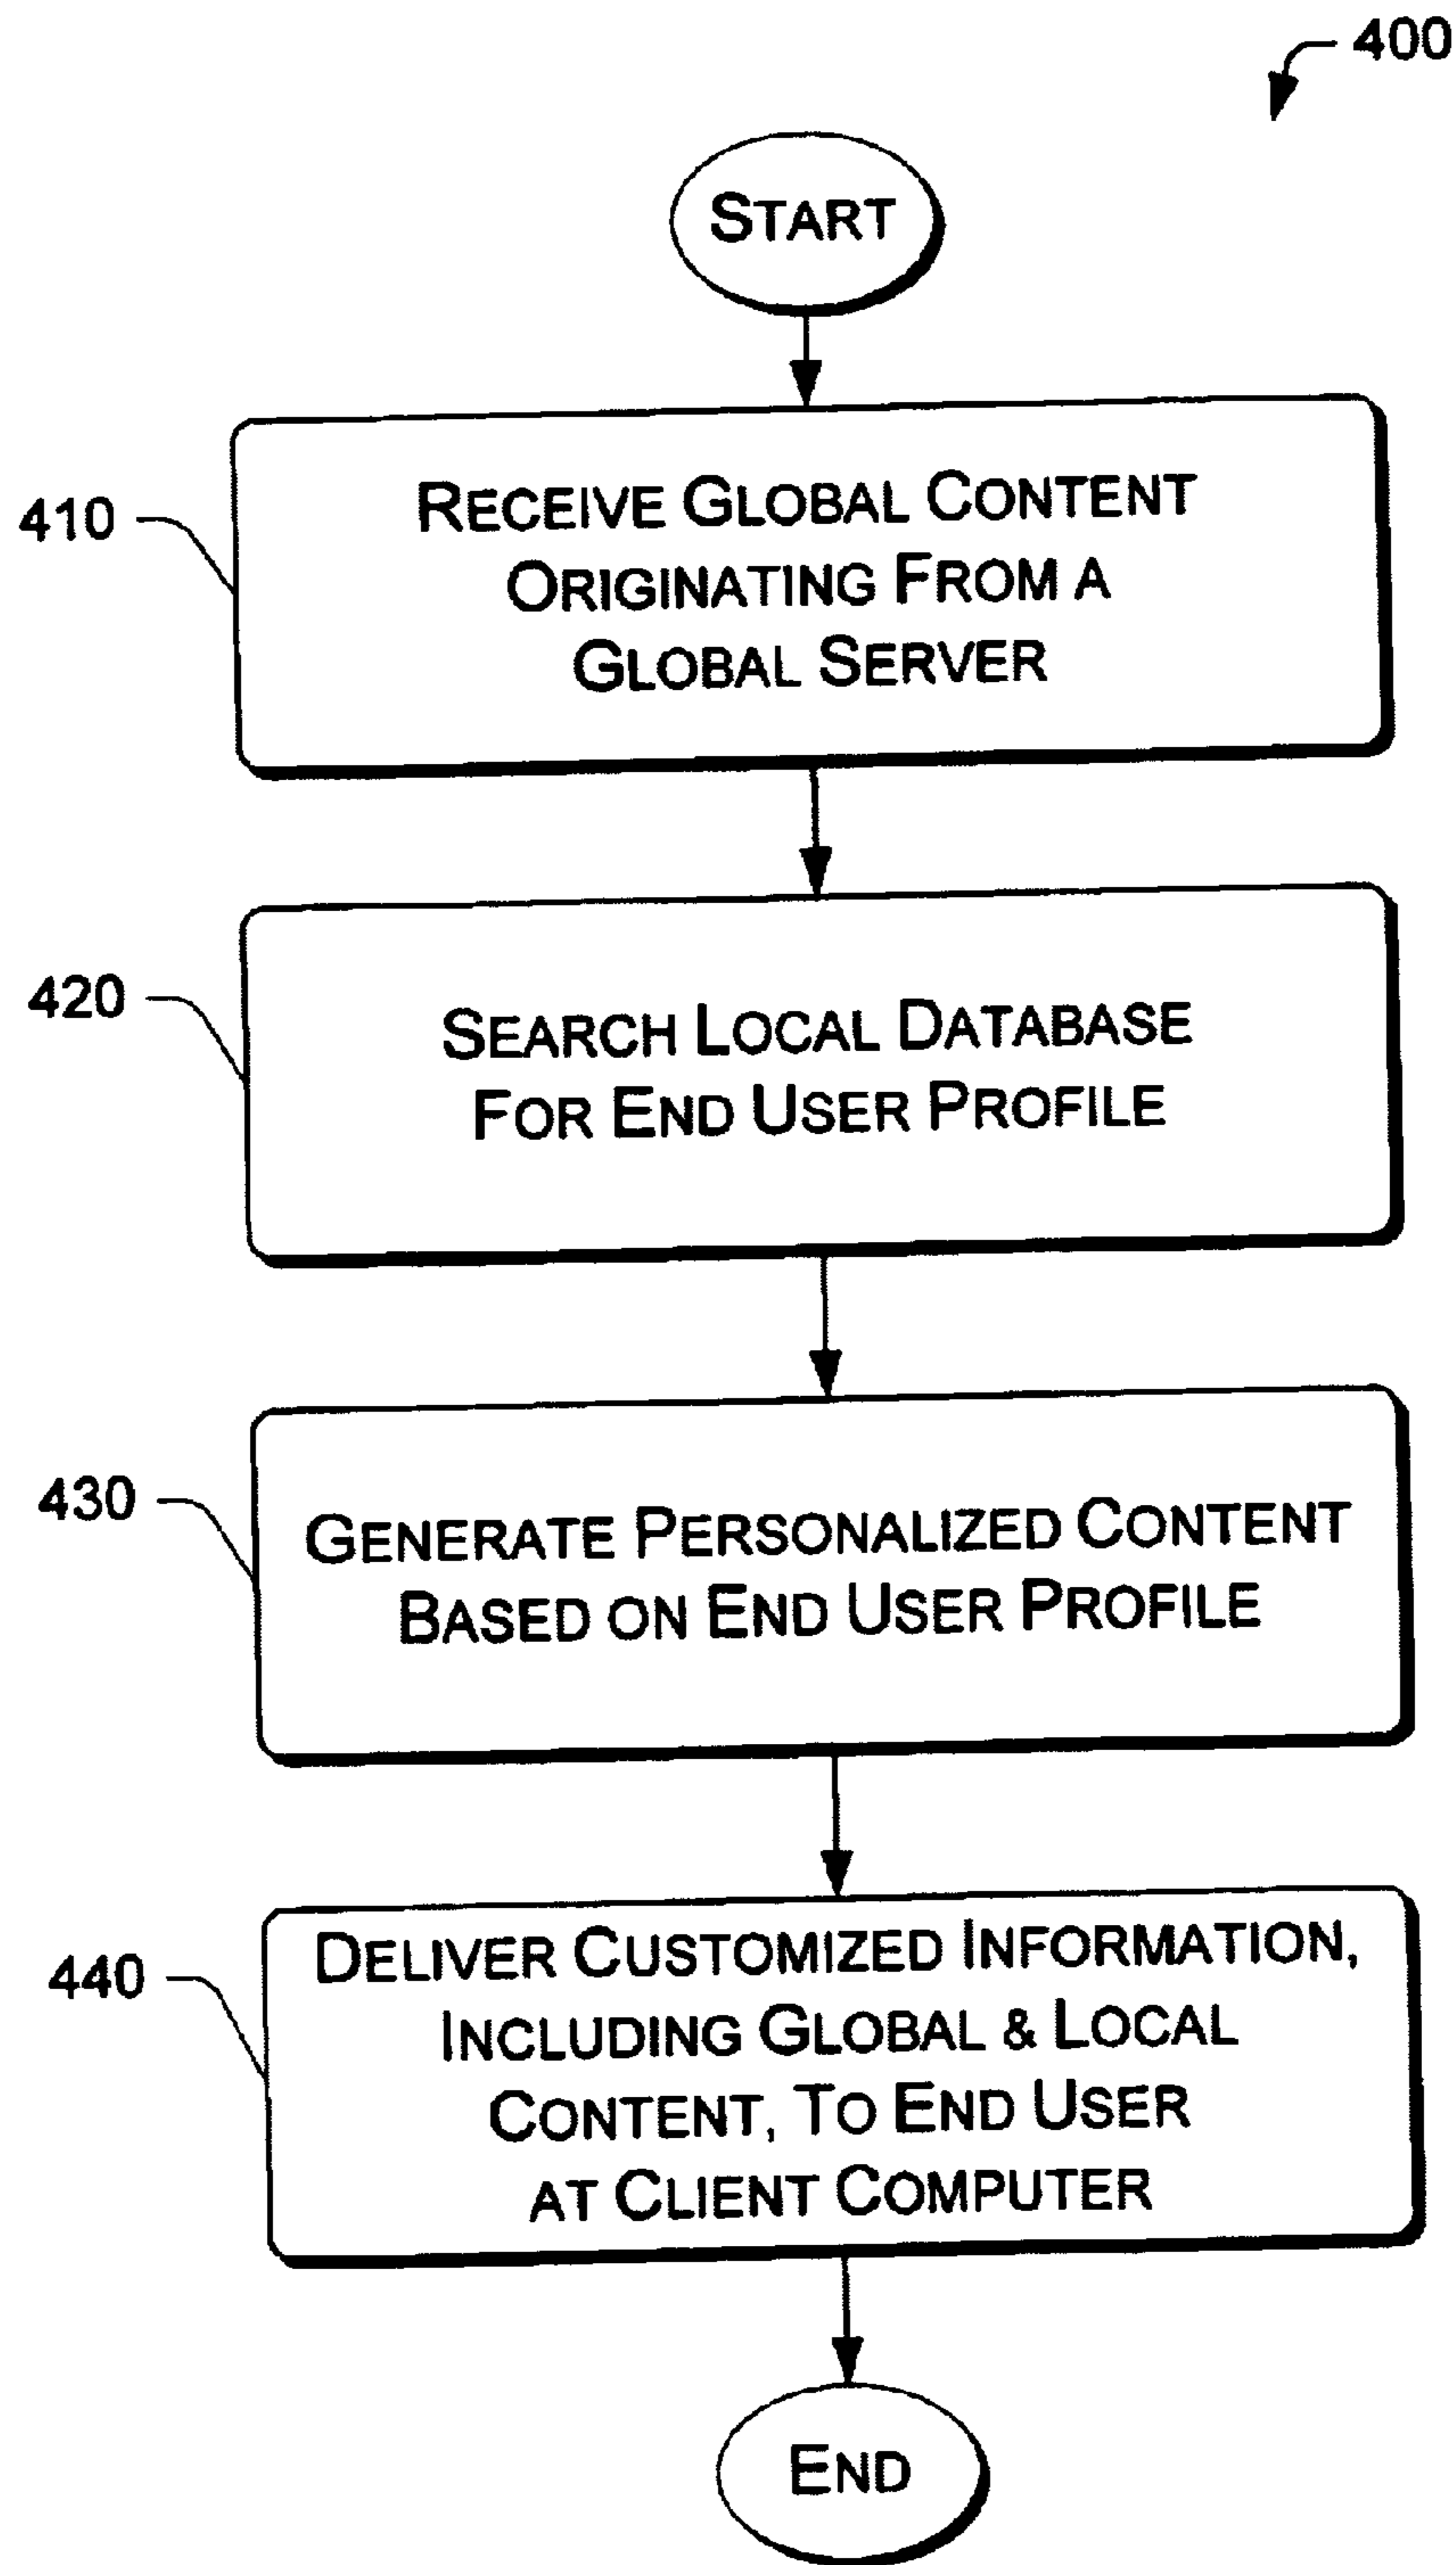 400
START
410
RECEIVE GLOBAL CONTENT
ORIGINATING FROM A
GLOBAL SERVER
420
SEARCH LOCAL DATABASE
FOR END USER PROFILE
430
GENERATE PERSONALIZED CONTENT
BASED ON END USER PROFILE
440
DELIVER CUSTOMIZED INFORMATION,
INCLUDING GLOBAL & LOCAL
CONTENT, TO END USER
AT CLIENT COMPUTER
END